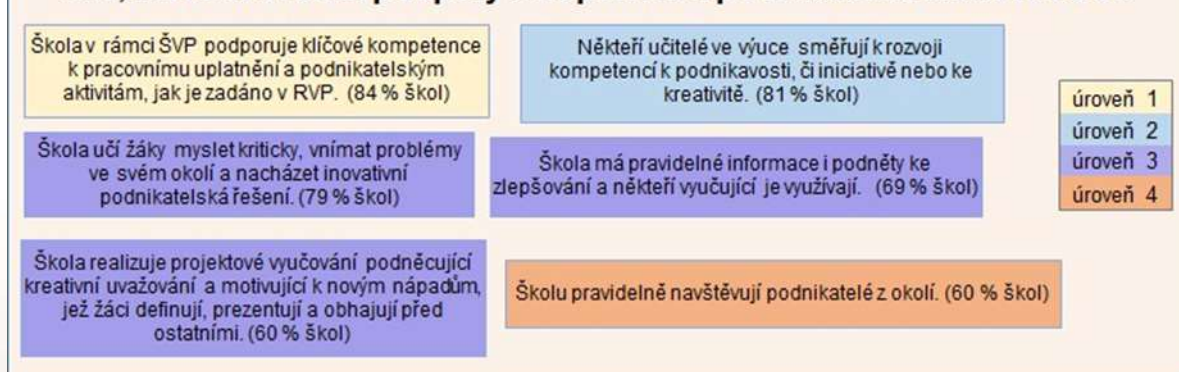 Škola v rámci ŠVP podporuje klíčové kompetence
k pracovnímu uplatnění a podnikatelským
aktivitám, jak je zadáno v RVP. (84 % škol)
Někteří učitelé ve výuce směřují k rozvoji
kompetencí k podnikavosti, či iniciativě nebo ke
kreativitě. (81 % škol)
úroveň 1
úroveň 2
úroveň 3
úroveň 4
Škola učí žáky myslet kriticky, vnímat problémy
ve svém okolí a nacházet inovativní
podnikatelská řešení. (79 % škol)
Škola má pravidelné informace i podněty ke
zlepšování a někteří vyučující je využívají. (69 % škol)
Škola realizuje projektové vyučování podněcující
kreativní uvažování a motivující k novým nápadům,
jež žáci definují, prezentují a obhajují před
ostatními. (60 % škol)
Školu pravidelně navštěvují podnikatelé z okolí. (60 % škol)